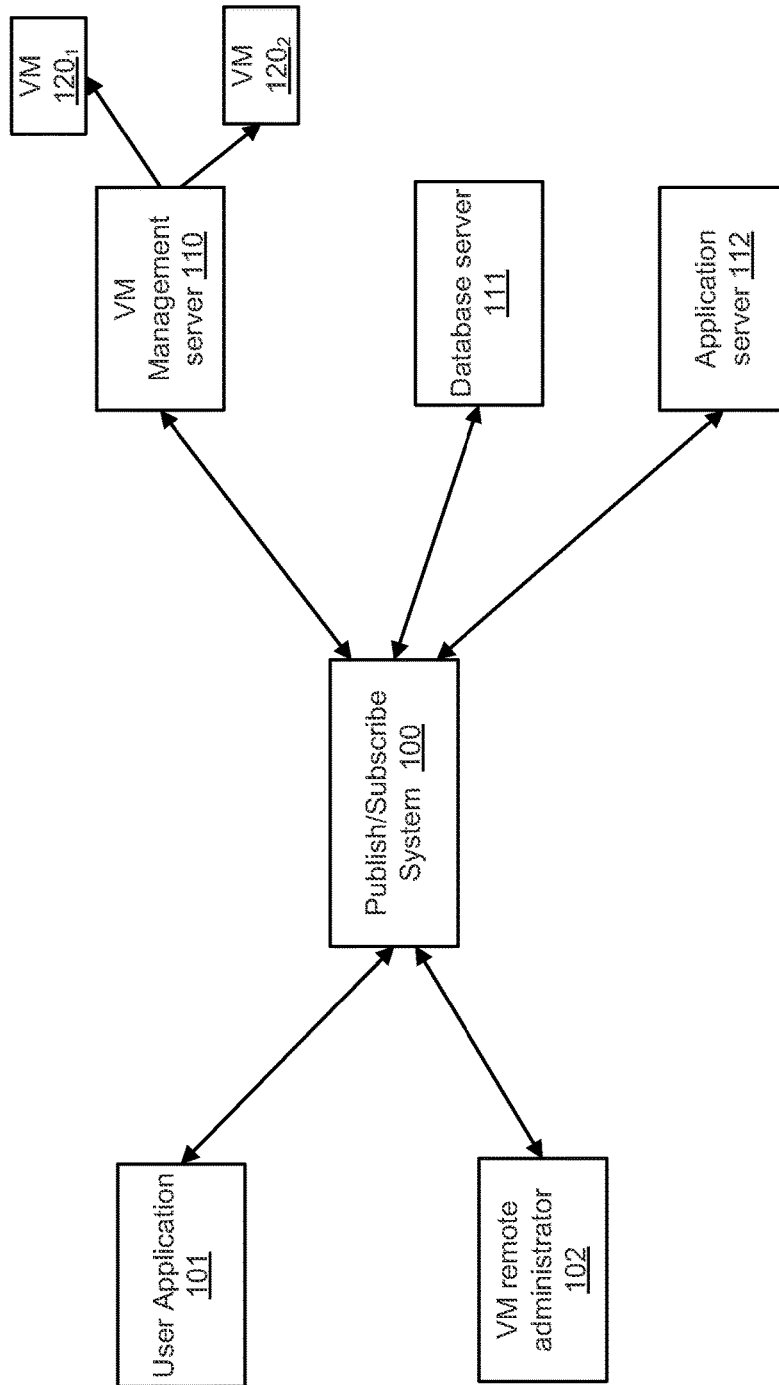 User Application
101
VM remote
administrator
102
Publish/Subscribe
System 100
VM
Management
server 110
Database server
111
Application
server 112
VM
120₁
VM
120₂